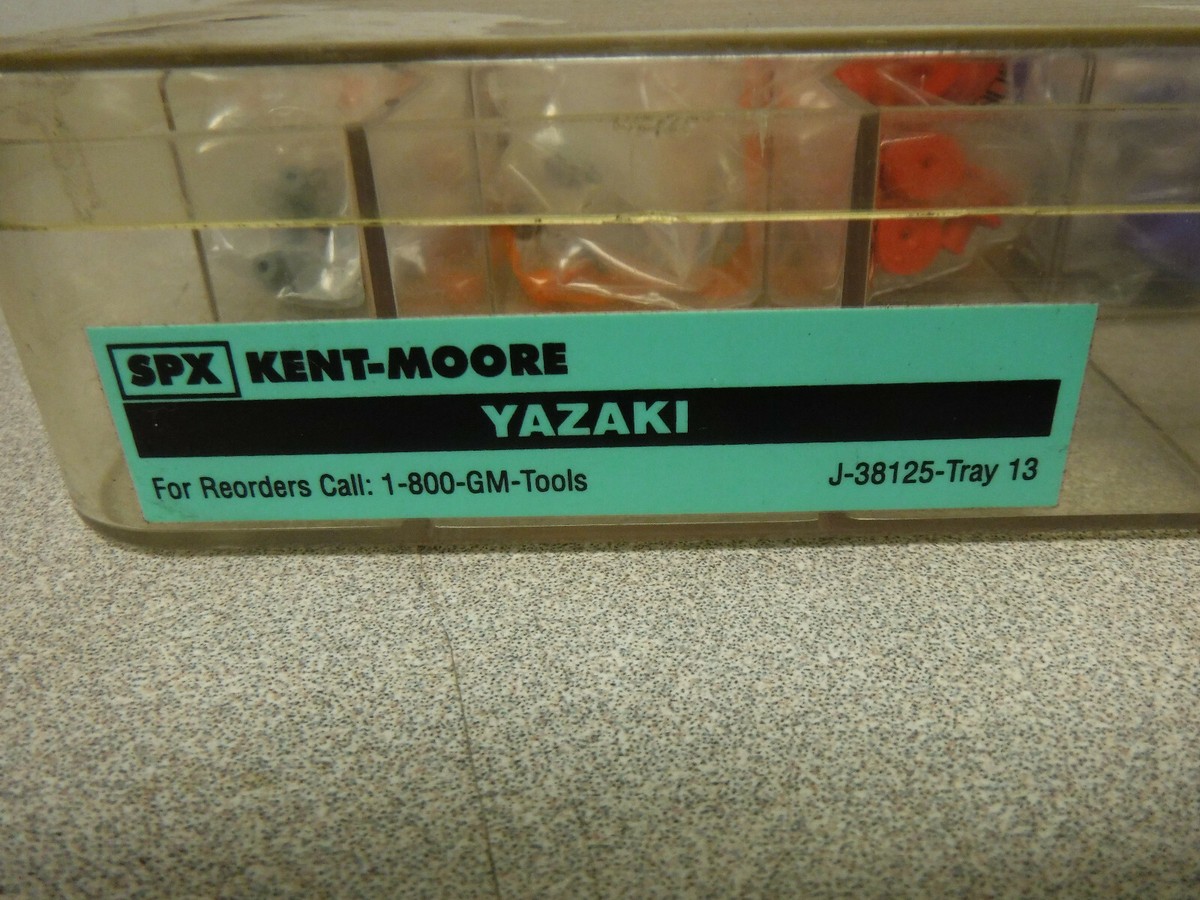 SPX KENT-MOORE
YAZAKI
For Reorders Call: 1-800-GM-Tools
J-38125-Tray 13